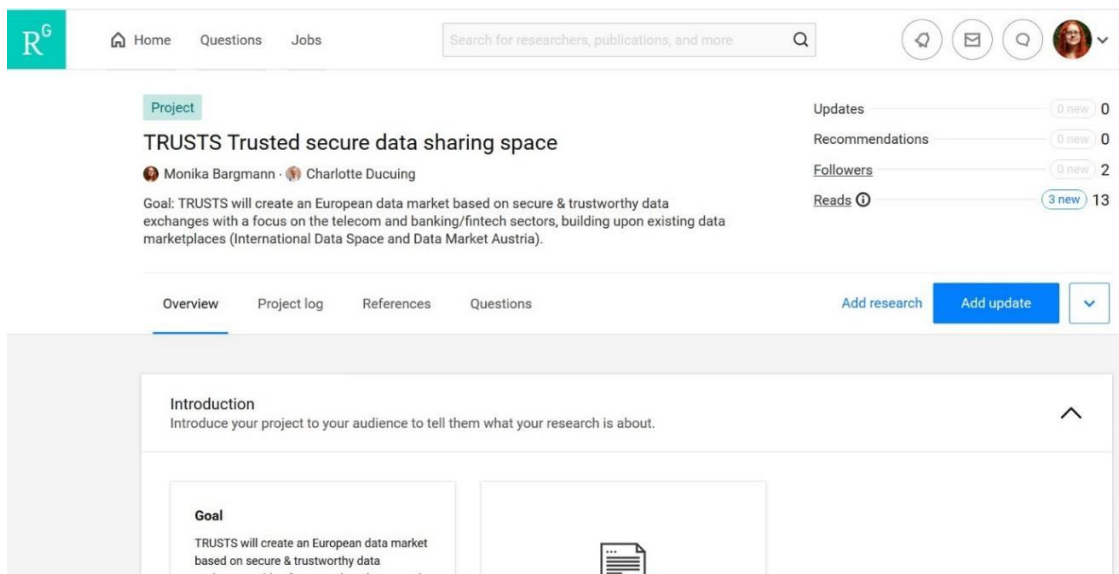 RG
Home Questions Jobs
Search for researchers, publications, and more
Project
TRUSTS Trusted secure data sharing space
Monika Bargmann · Charlotte Ducuing
Goal: TRUSTS will create an European data market based on secure & trustworthy data
exchanges with a focus on the telecom and banking/fintech sectors, building upon existing data
marketplaces (International Data Space and Data Market Austria).
Updates 0 new 0
Recommendations 0 new 0
Followers 0 new 2
Reads 3 new 13
Overview Project log References Questions
Add research Add update
Introduction
Introduce your project to your audience to tell them what your research is about.
Goal
TRUSTS will create an European data market
based on secure & trustworthy data